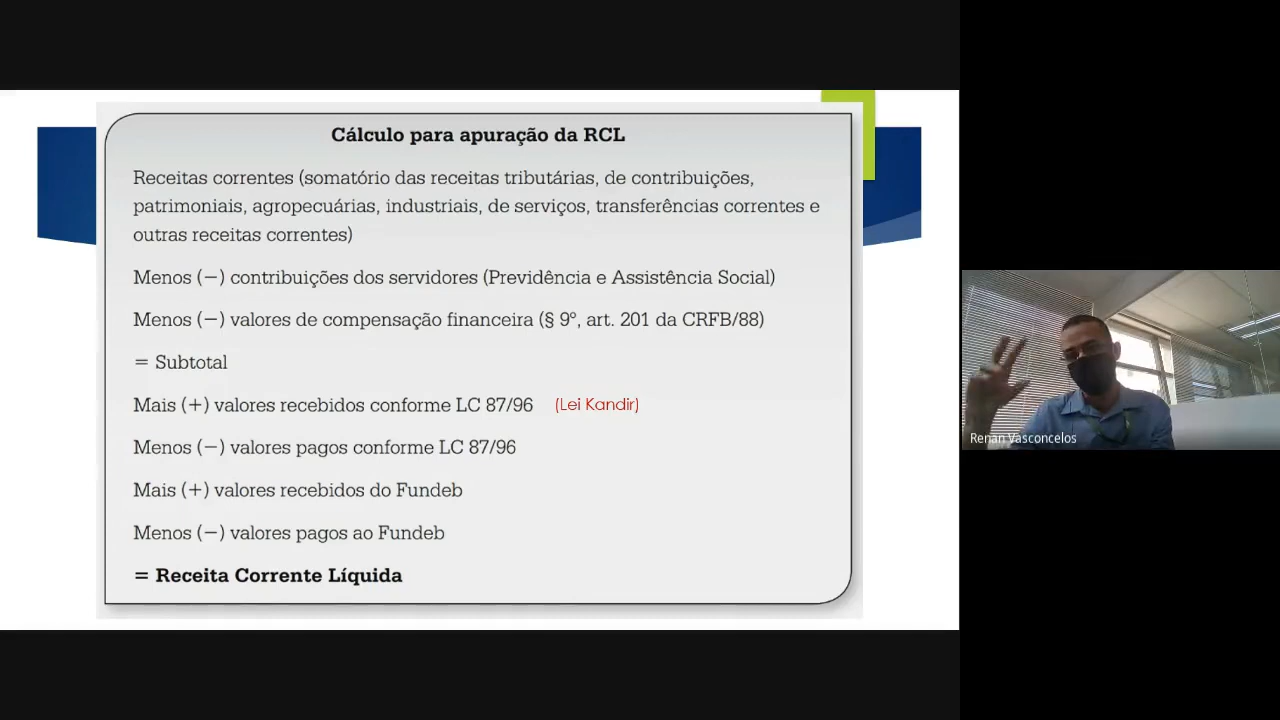 Cálculo para apuração da RCL
Receitas correntes (somatório das receitas tributárias, de contribuições,
patrimoniais, agropecuárias, industriais, de serviços, transferências correntes e
outras receitas correntes)
Menos (−) contribuições dos servidores (Previdência e Assistência Social)
Menos (−) valores de compensação financeira (§ 9º, art. 201 da CRFB/88)
= Subtotal
Mais (+) valores recebidos conforme LC 87/96 (Lei Kandir)
Menos (−) valores pagos conforme LC 87/96
Mais (+) valores recebidos do Fundeb
Menos (−) valores pagos ao Fundeb
= Receita Corrente Líquida
Renan Vasconcelos